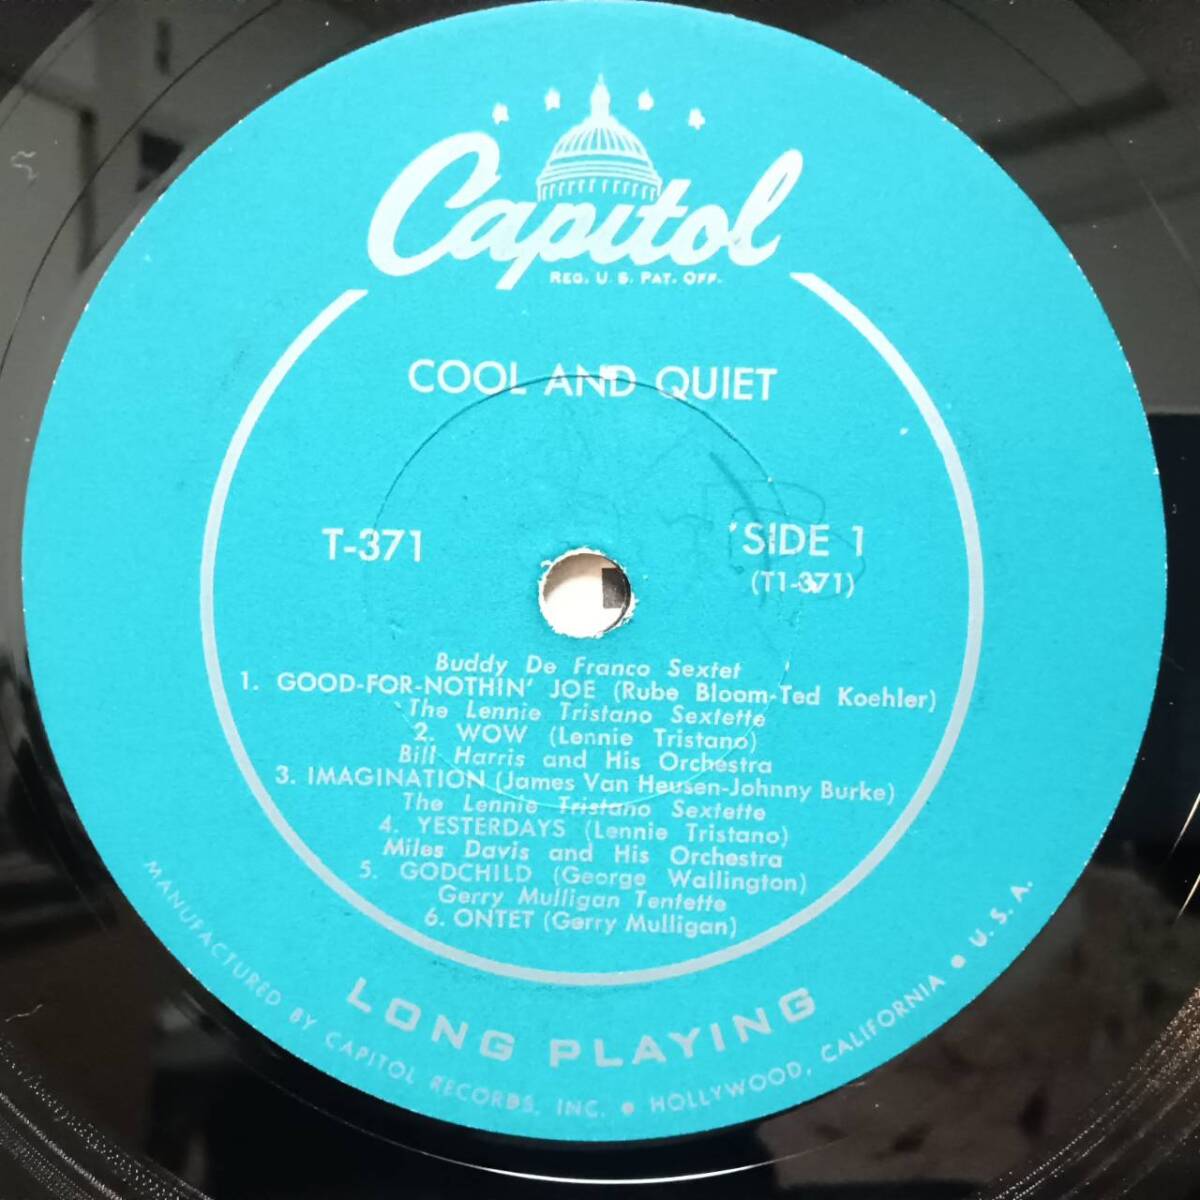 Capitol
REG. U.S. PAT. OFF.
COOL AND QUIET
T-371
SIDE 1
(T1-371)
Buddy De Franco Sextet
1. GOOD-FOR-NOTHIN' JOE (Rube Bloom-Ted Koehler)
The Lennie Tristano Sextette
2. WOW (Lennie Tristano)
Bill Harris and His Orchestra
3. IMAGINATION (James Van Heusen-Johnny Burke)
The Lennie Tristano Sextette
4. YESTERDAYS (Lennie Tristano)
Miles Davis and His Orchestra
5. GODCHILD (George Wallington)
Gerry Mulligan Tentette
6. ONTET (Gerry Mulligan)
LONG PLAYING
MANUFACTURED BY CAPITOL RECORDS, INC. • HOLLYWOOD, CALIFORNIA • U.S.A.